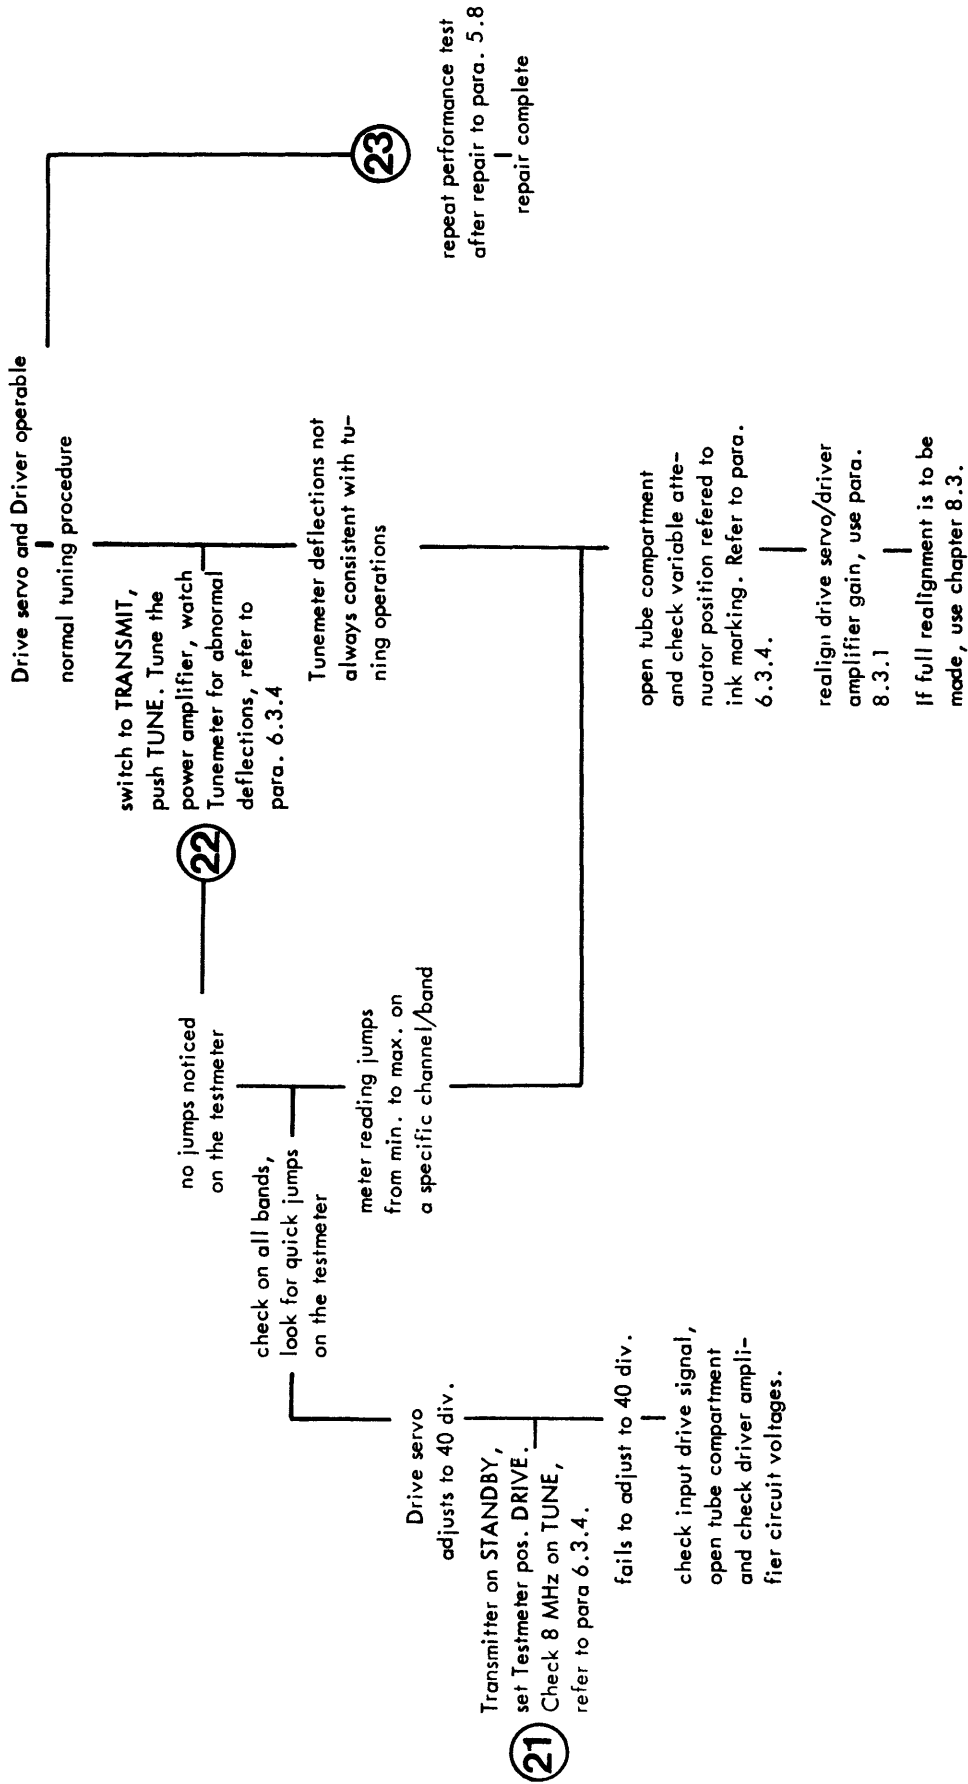 21
Transmitter on STANDBY,
set Testmeter pos. DRIVE.
Check 8 MHz on TUNE,
refer to para 6.3.4.
Drive servo
adjusts to 40 div.
fails to adjust to 40 div.
check input drive signal,
open tube compartment
and check driver ampli-
fier circuit voltages.
check on all bands,
look for quick jumps
on the testmeter
no jumps noticed
on the testmeter
meter reading jumps
from min. to max. on
a specific channel/band
22
switch to TRANSMIT,
push TUNE. Tune the
power amplifier, watch
Tunemeter for abnormal
deflections, refer to
para. 6.3.4
Drive servo and Driver operable
normal tuning procedure
Tunemeter deflections not
always consistent with tu-
ning operations
open tube compartment
and check variable atte-
nuator position refered to
ink marking. Refer to para.
6.3.4.
realign drive servo/driver
amplifier gain, use para.
8.3.1
If full realignment is to be
made, use chapter 8.3.
23
repeat performance test
after repair to para. 5.8
repair complete